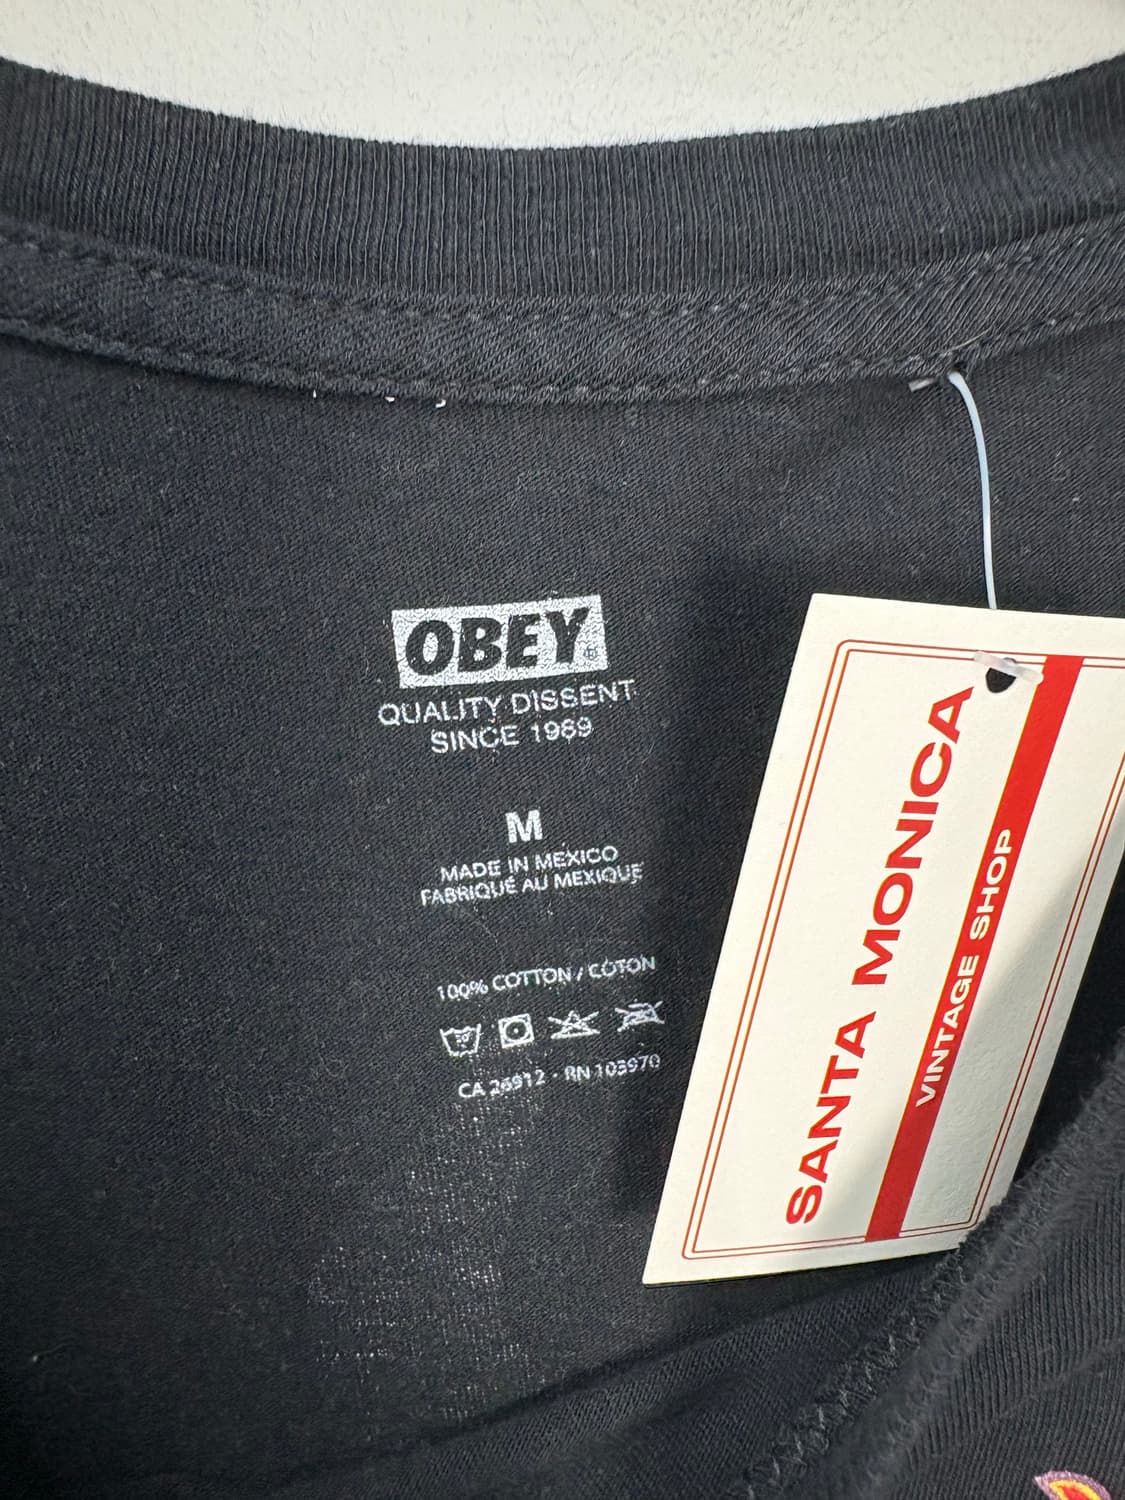 OBEY®
QUALITY DISSENT
SINCE 1989
M
MADE IN MEXICO
FABRIQUÉ AU MEXIQUE
100% COTTON / COTON
CA 26912 · RN 103970
SANTA MONICA
VINTAGE SHOP